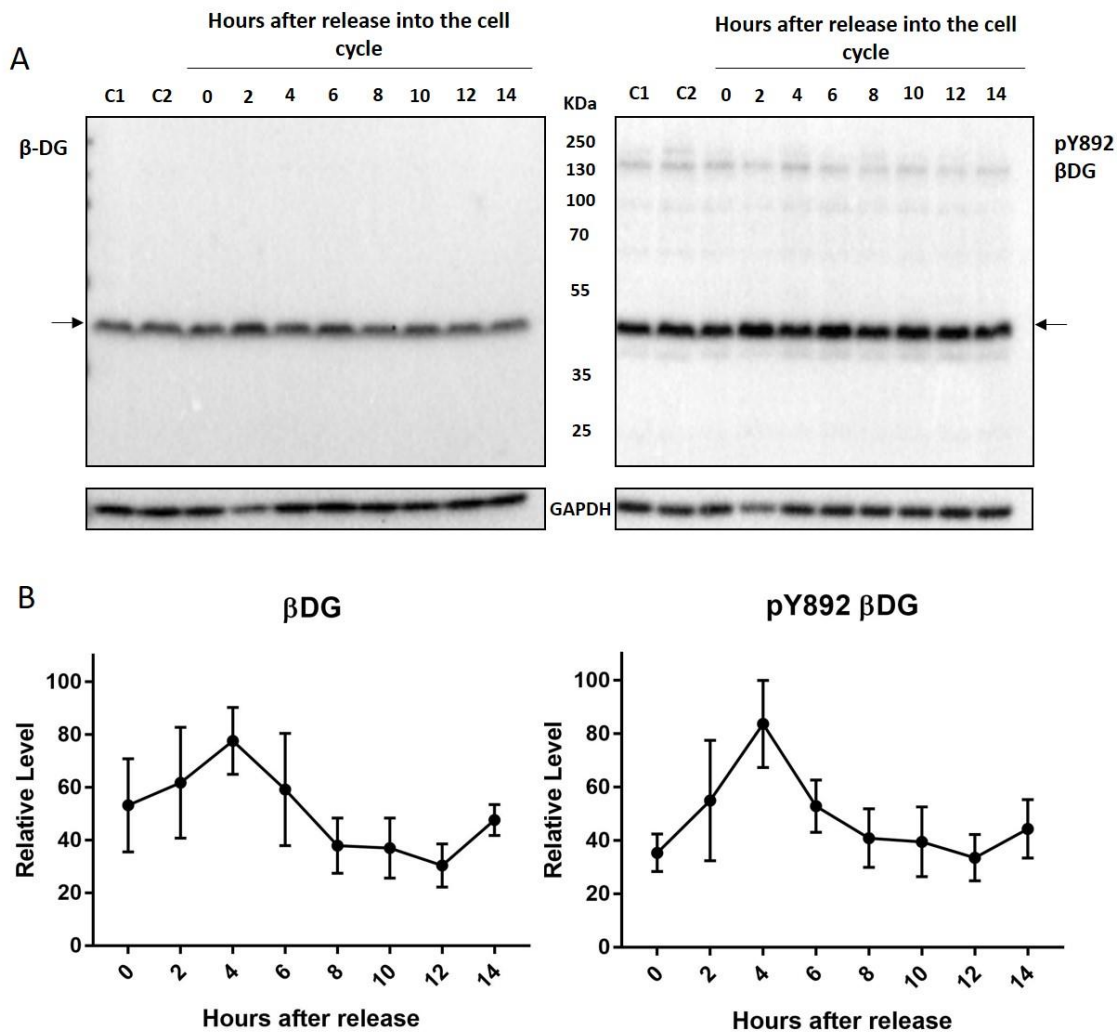 A
Hours after release into the cell
cycle
C1 C2 0 2 4 6 8 10 12 14
β-DG
KDa
250
130
100
70
55
35
25
Hours after release into the cell
cycle
C1 C2 0 2 4 6 8 10 12 14
pY892
βDG
GAPDH
B
βDG
Relative Level
100
80
60
40
20
0
0 2 4 6 8 10 12 14
Hours after release
pY892 βDG
Relative Level
100
80
60
40
20
0
0 2 4 6 8 10 12 14
Hours after release